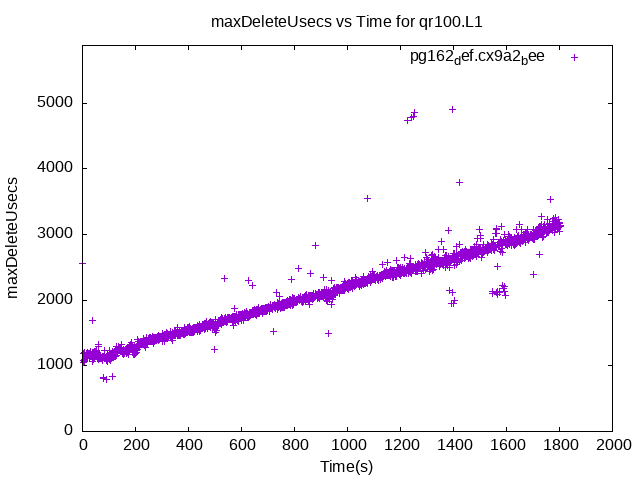 maxDeleteUsecs vs Time for qr100.L1
pg162def.cx9a2bee
5000
4000
3000
2000
1000
0
maxDeleteUsecs
0 200 400 600 800 1000 1200 1400 1600 1800 2000
Time(s)